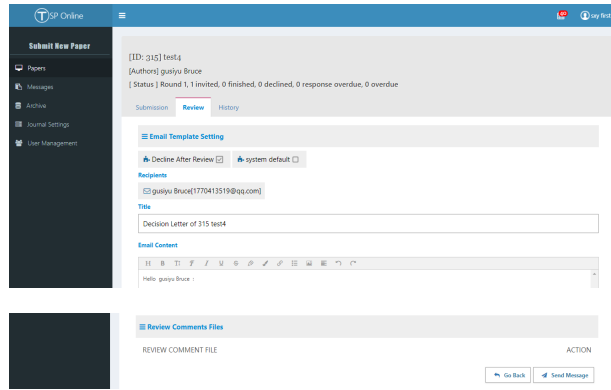 TSP Online
say first
Submit New Paper
Papers
Messages
Archive
Journal Settings
User Management
[ID: 315] test4
[Authors] gusiyu Bruce
[ Status ] Round 1, 1 invited, 0 finished, 0 declined, 0 response overdue, 0 overdue
Submission Review History
Email Template Setting
Decline After Review system default
Recipients
gusiyu Bruce[1770413519@qq.com]
Title
Decision Letter of 315 test4
Email Content
Hello gusiyu Bruce :
Review Comments Files
REVIEW COMMENT FILE ACTION
Go Back Send Message